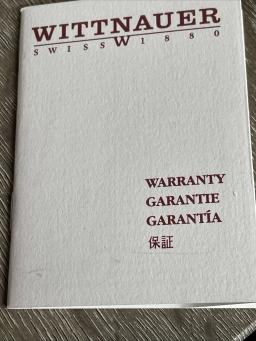 WITTNAUER
SWISS W 1880
WARRANTY
GARANTIE
GARANTÍA
保証